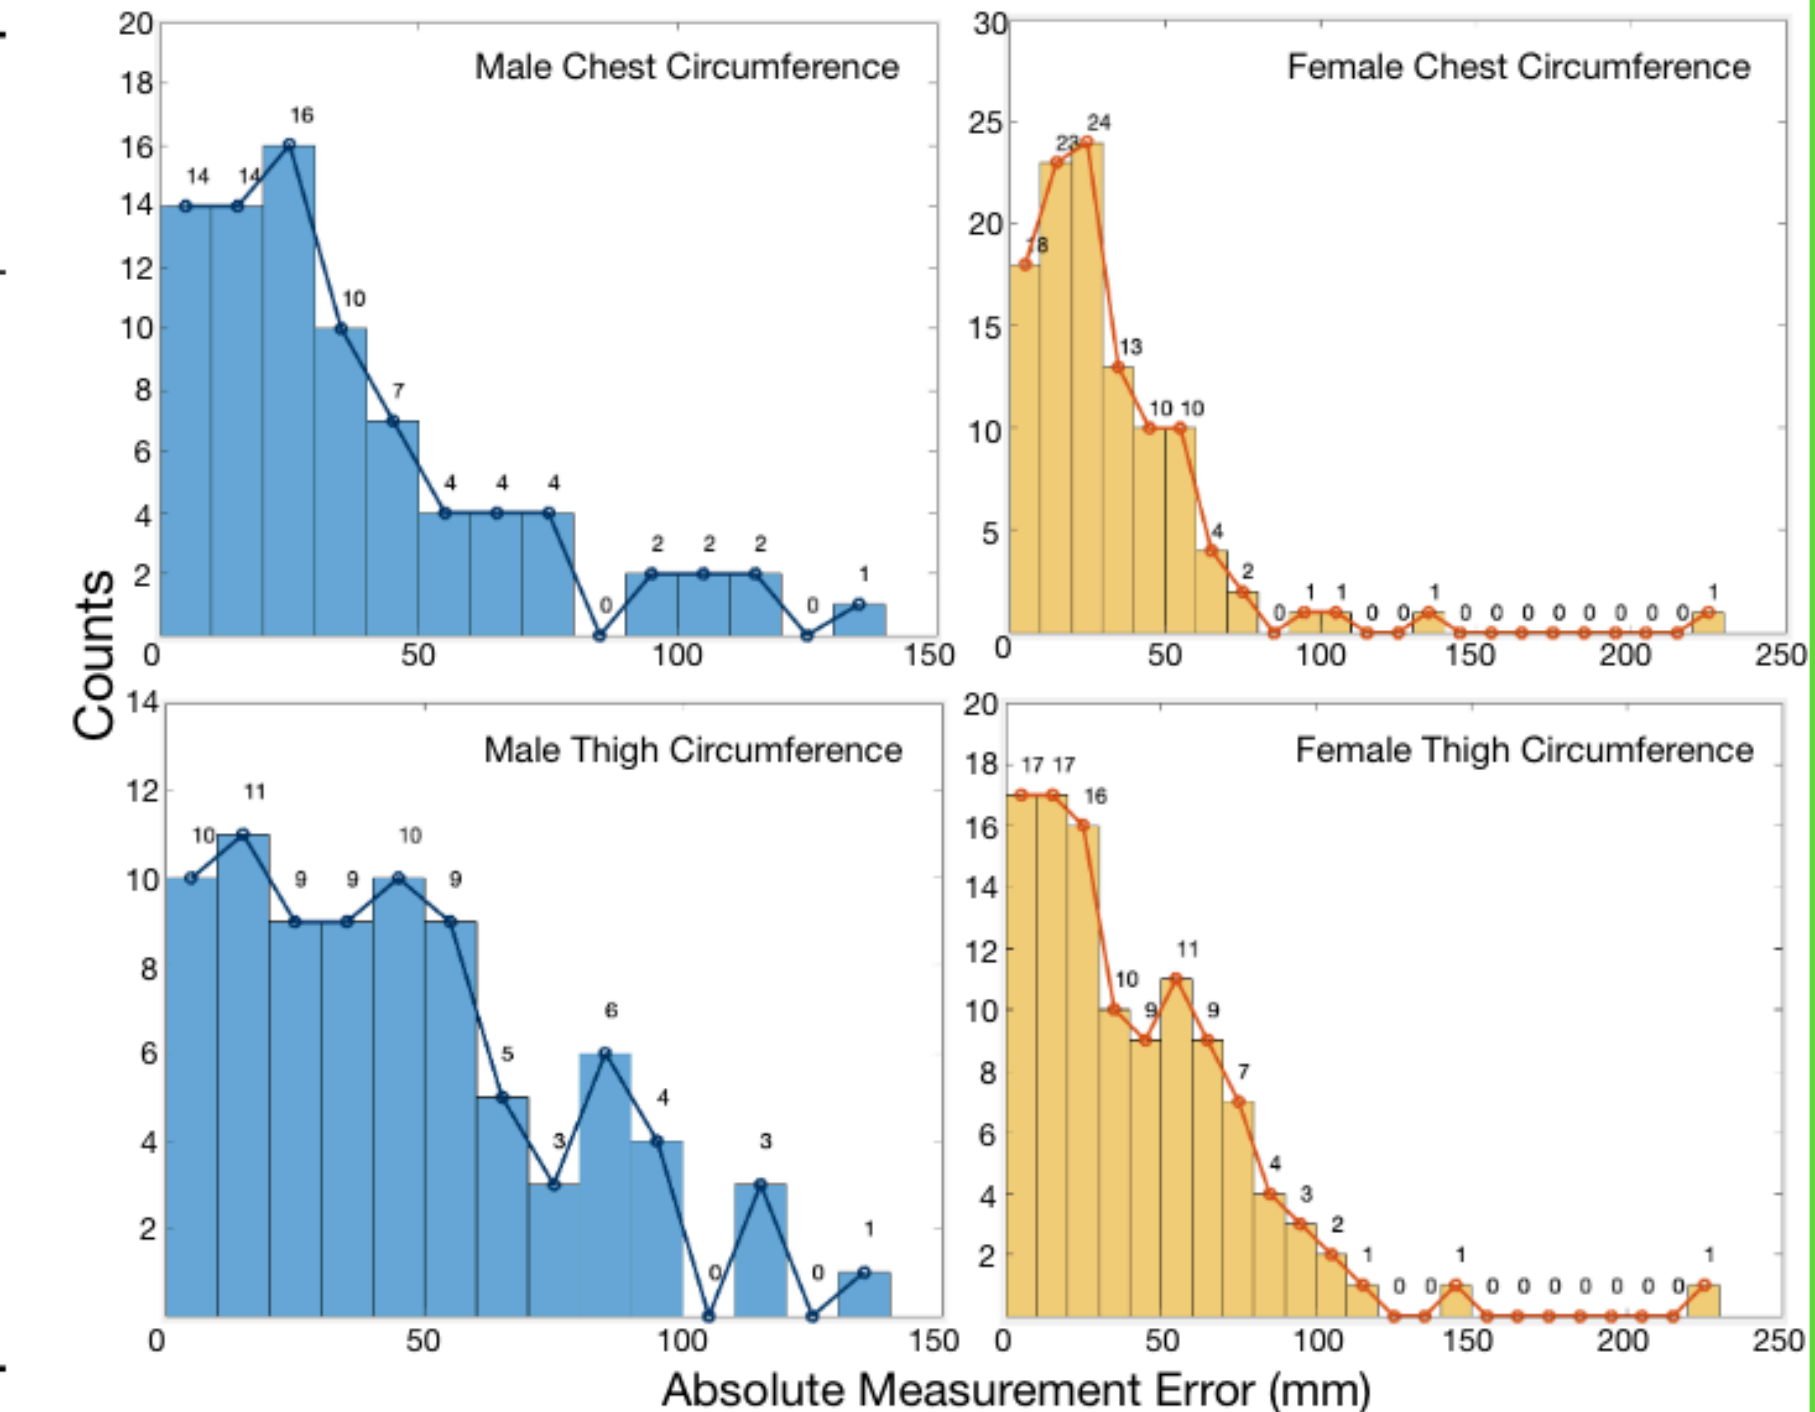 Counts
Male Chest Circumference
20
18
16
14
12
10
8
6
4
2
14 14 16 10 7 4 4 4 0 2 2 2 0 1
0 50 100 150
Female Chest Circumference
30
25
20
15
10
5
18 23 24 13 10 10 4 2 0 1 1 0 0 1 0 0 0 0 0 0 0 0 1
0 50 100 150 200 250
Male Thigh Circumference
14
12
10
8
6
4
2
10 11 9 9 10 9 5 3 6 4 0 3 0 1
0 50 100 150
Female Thigh Circumference
20
18
16
14
12
10
8
6
4
2
17 17 16 10 9 11 9 7 4 3 2 1 0 0 1 0 0 0 0 0 0 0 1
0 50 100 150 200 250
Absolute Measurement Error (mm)